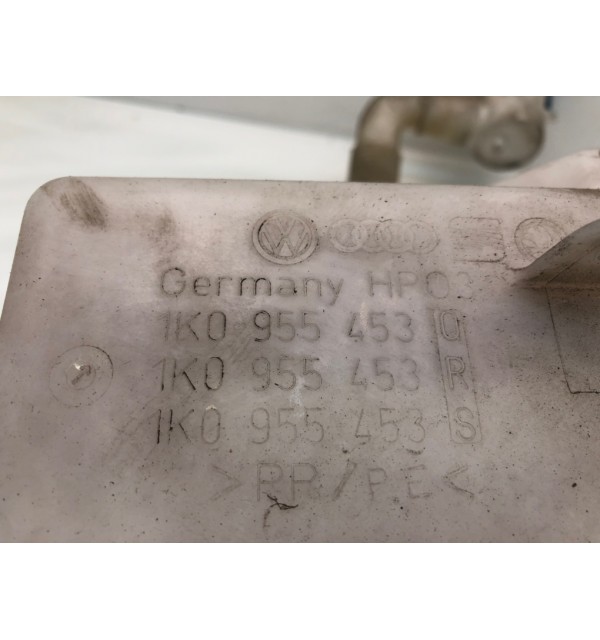 Germany HP03
1K0 955 453 Q
1K0 955 453 R
1K0 955 453 S
>PP/PE<